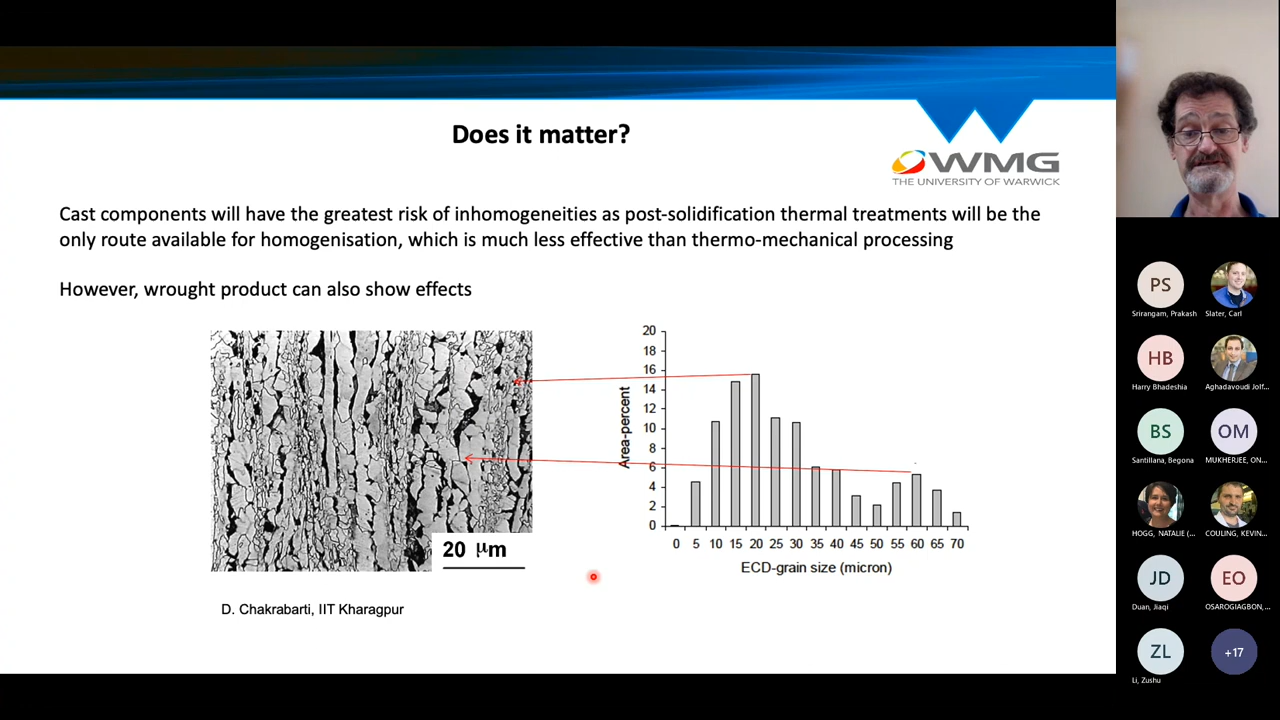 Does it matter?
WMG
THE UNIVERSITY OF WARWICK
Cast components will have the greatest risk of inhomogeneities as post-solidification thermal treatments will be the
only route available for homogenisation, which is much less effective than thermo-mechanical processing
However, wrought product can also show effects
20 μm
D. Chakrabarti, IIT Kharagpur
Area-percent
20
18
16
14
12
10
8
6
4
2
0
0 5 10 15 20 25 30 35 40 45 50 55 60 65 70
ECD-grain size (micron)
PS
Srirangam, Prakash
Slater, Carl
HB
Harry Bhadeshia
Aghadavoudi Jolf...
BS
Santillana, Begona
OM
MUKHERJEE, ON...
HOGG, NATALIE (...
COULING, KEVIN...
JD
Duan, Jiaqi
EO
OSAROGIAGBON,...
ZL
Li, Zushu
+17